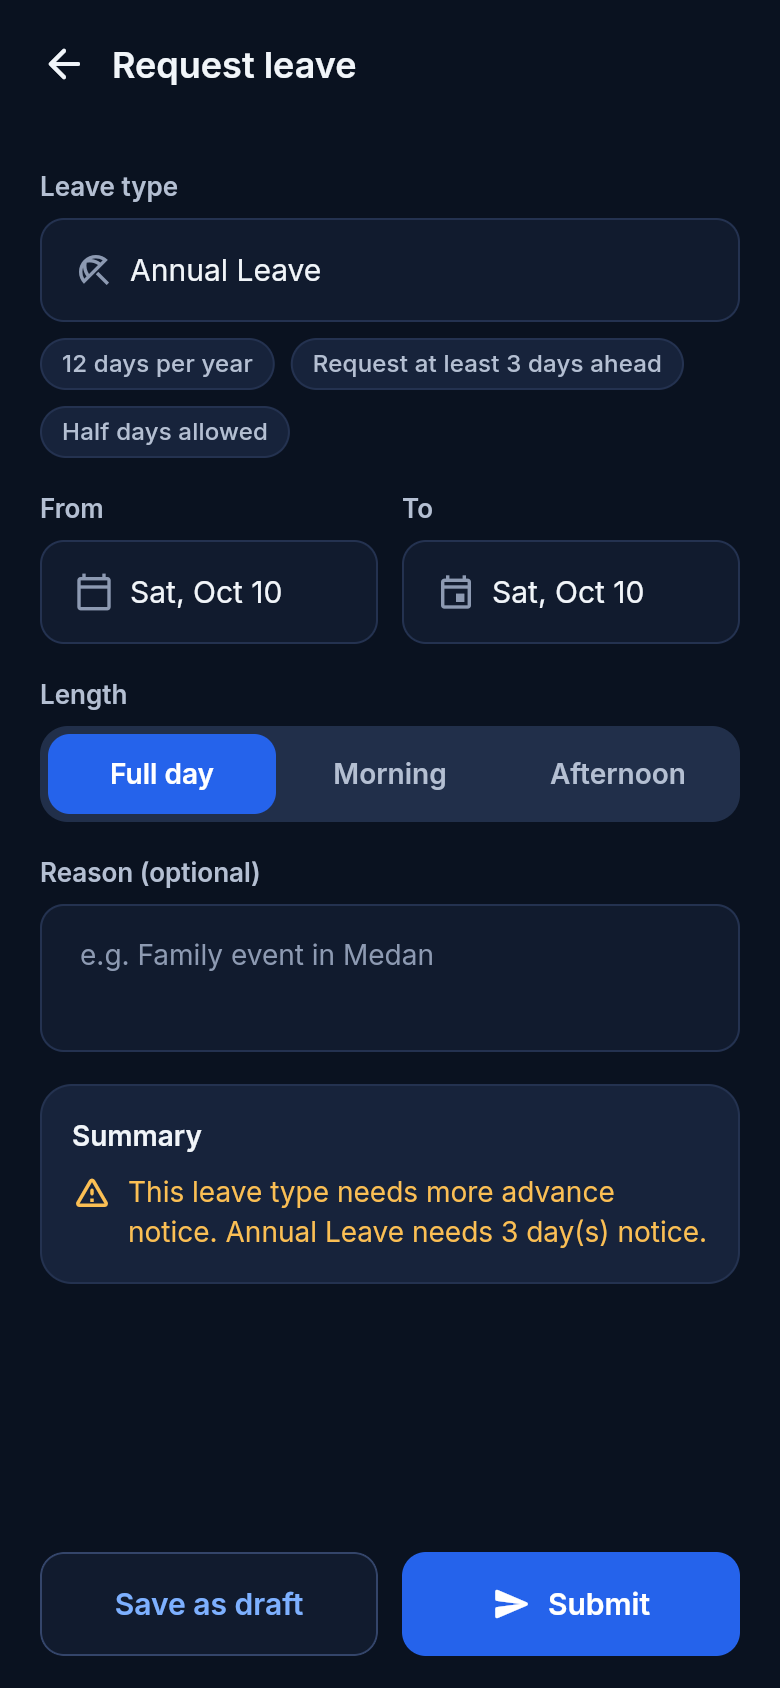 Request leave
Leave type
Annual Leave
12 days per year
Request at least 3 days ahead
Half days allowed
From
To
Sat, Oct 10
Sat, Oct 10
Length
Full day
Morning
Afternoon
Reason (optional)
e.g. Family event in Medan
Summary
This leave type needs more advance
notice. Annual Leave needs 3 day(s) notice.
Save as draft
Submit